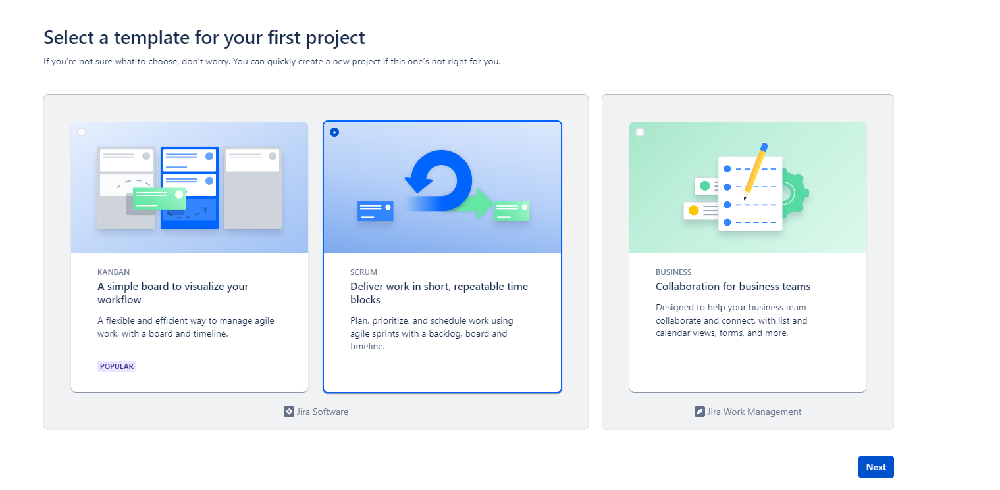 Select a template for your first project
If you’re not sure what to choose, don’t worry. You can quickly create a new project if this one’s not right for you.
KANBAN
A simple board to visualize your
workflow
A flexible and efficient way to manage agile
work, with a board and timeline.
POPULAR
SCRUM
Deliver work in short, repeatable time
blocks
Plan, prioritize, and schedule work using
agile sprints with a backlog, board and
timeline.
Jira Software
BUSINESS
Collaboration for business teams
Designed to help your business team
collaborate and connect, with list and
calendar views, forms, and more.
Jira Work Management
Next